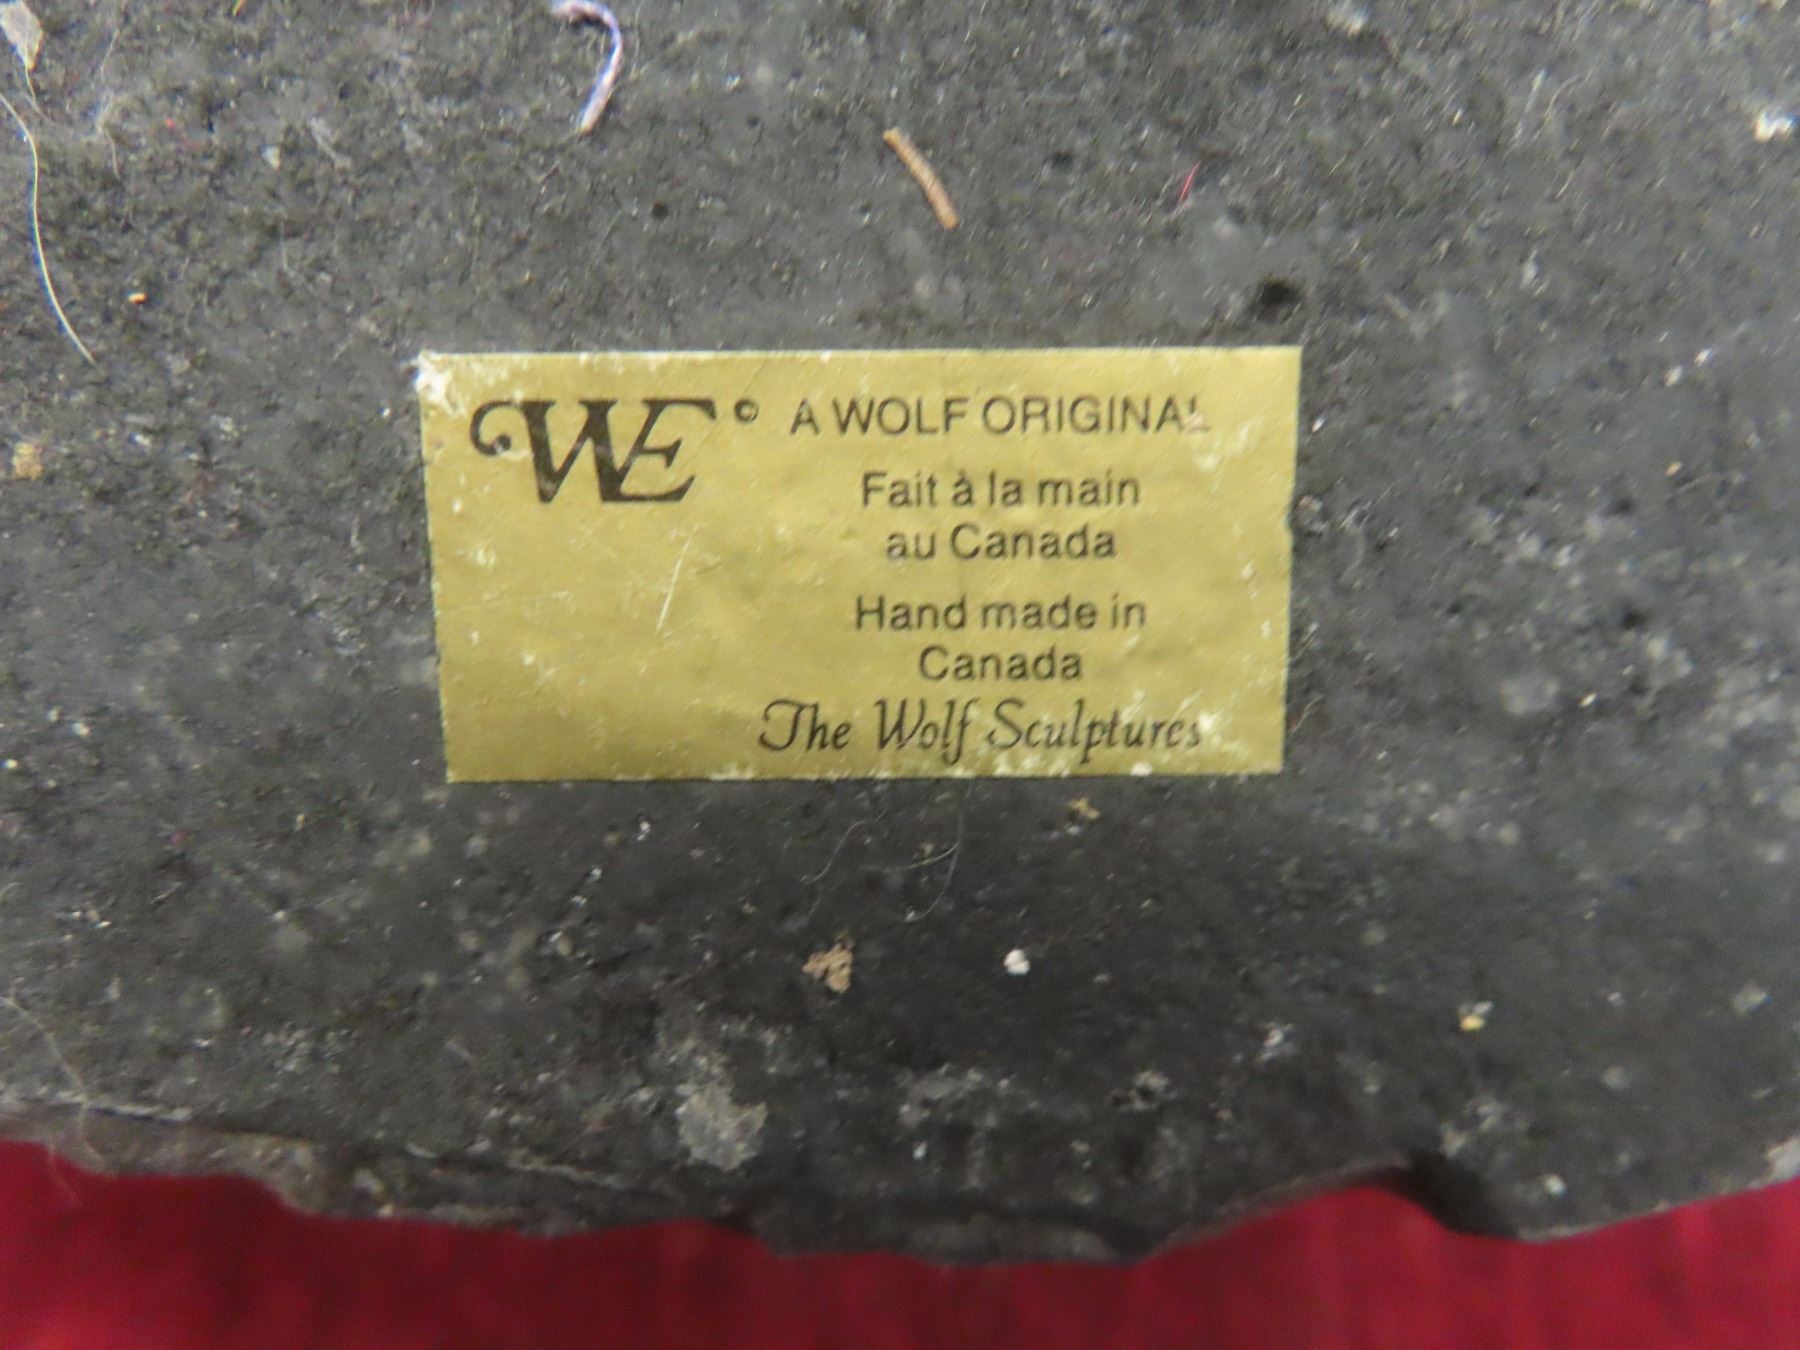 WE © A WOLF ORIGINAL
Fait à la main
au Canada
Hand made in
Canada
The Wolf Sculptures